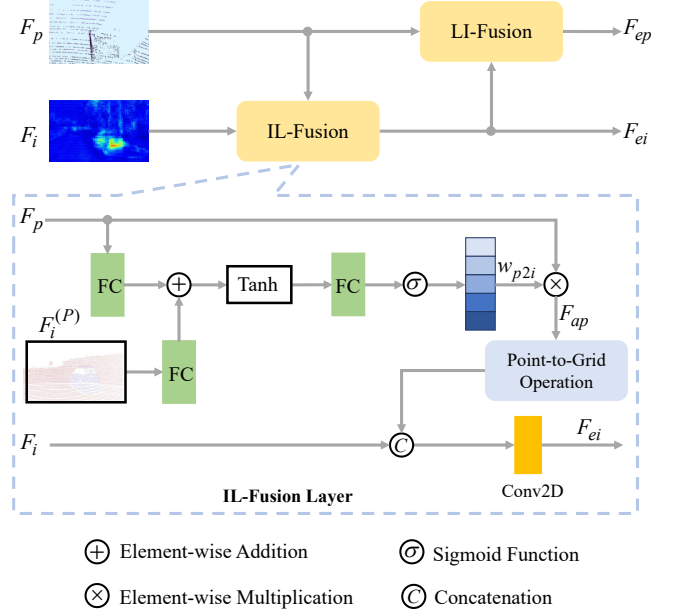 F_p
LI-Fusion
F_ep
F_i
IL-Fusion
F_ei
F_p
FC
+
Tanh
FC
σ
w_p2i
×
F_i^(P)
FC
F_ap
Point-to-Grid
Operation
F_i
C
F_ei
Conv2D
IL-Fusion Layer
+ Element-wise Addition
σ Sigmoid Function
× Element-wise Multiplication
C Concatenation